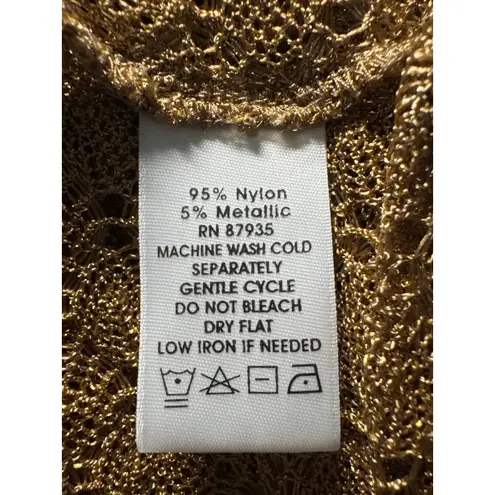 95% Nylon
5% Metallic
RN 87935
MACHINE WASH COLD
SEPARATELY
GENTLE CYCLE
DO NOT BLEACH
DRY FLAT
LOW IRON IF NEEDED